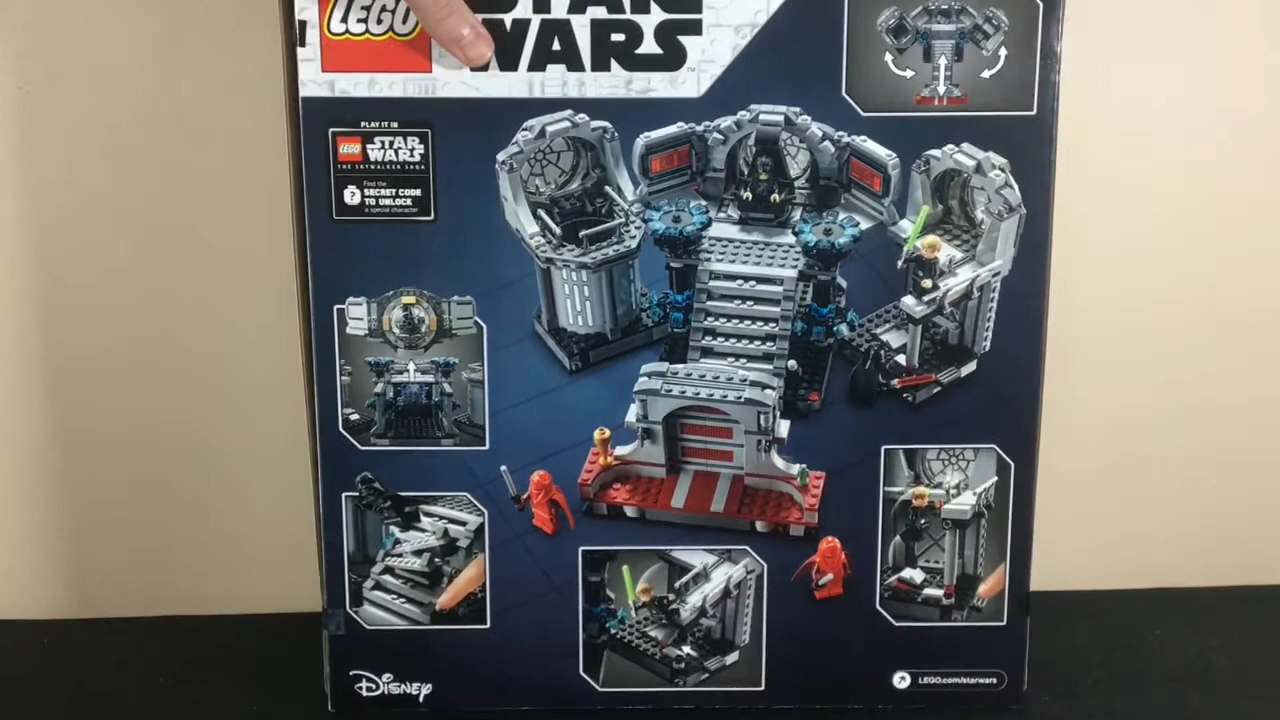 LEGO
STAR
WARS
™
PLAY IT IN
LEGO
STAR
WARS
THE SKYWALKER SAGA
Find the
SECRET CODE
TO UNLOCK
a special character
?
Disney
LEGO.com/starwars